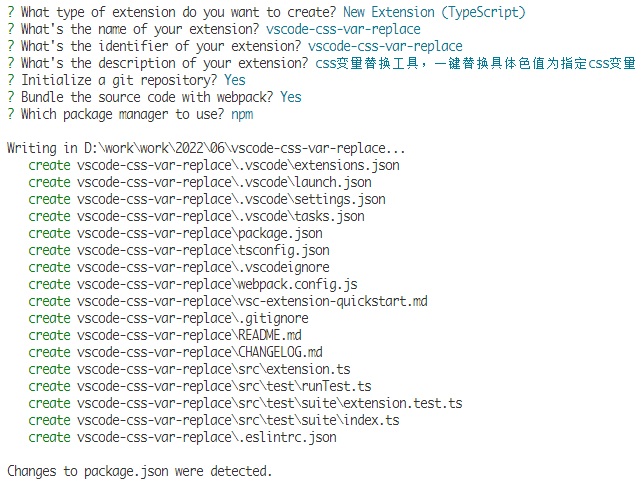 ? What type of extension do you want to create? New Extension (TypeScript)
? What's the name of your extension? vscode-css-var-replace
? What's the identifier of your extension? vscode-css-var-replace
? What's the description of your extension? css变量替换工具，一键替换具体色值为指定css变量
? Initialize a git repository? Yes
? Bundle the source code with webpack? Yes
? Which package manager to use? npm
Writing in D:\work\work\2022\06\vscode-css-var-replace...
create vscode-css-var-replace\.vscode\extensions.json
create vscode-css-var-replace\.vscode\launch.json
create vscode-css-var-replace\.vscode\settings.json
create vscode-css-var-replace\.vscode\tasks.json
create vscode-css-var-replace\package.json
create vscode-css-var-replace\tsconfig.json
create vscode-css-var-replace\.vscodeignore
create vscode-css-var-replace\webpack.config.js
create vscode-css-var-replace\vsc-extension-quickstart.md
create vscode-css-var-replace\.gitignore
create vscode-css-var-replace\README.md
create vscode-css-var-replace\CHANGELOG.md
create vscode-css-var-replace\src\extension.ts
create vscode-css-var-replace\src\test\runTest.ts
create vscode-css-var-replace\src\test\suite\extension.test.ts
create vscode-css-var-replace\src\test\suite\index.ts
create vscode-css-var-replace\.eslintrc.json
Changes to package.json were detected.